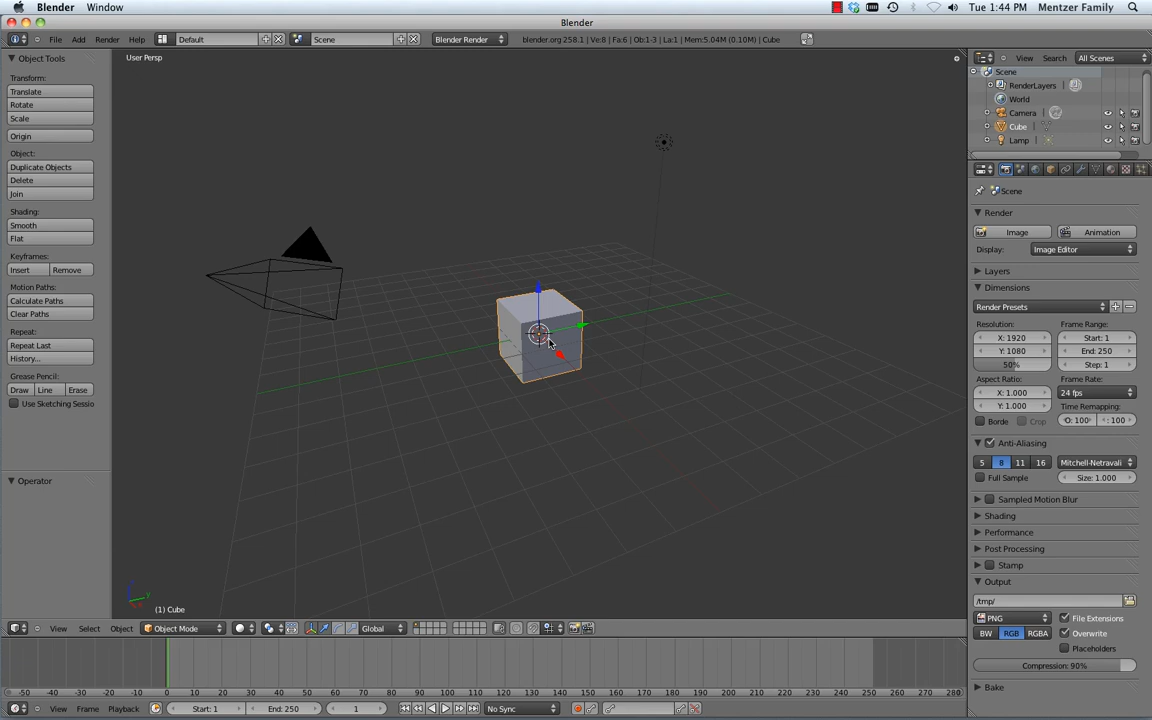 Blender Window Tue 1:44 PM Mentzer Family
Blender
File Add Render Help Default Scene Blender Render blender.org 258.1 | Ve:8 | Fa:6 | Ob:1-3 | La:1 | Mem:5.04M (0.10M) | Cube
View Search All Scenes
Object Tools
User Persp
Transform:
Translate
Rotate
Scale
Origin
Object:
Duplicate Objects
Delete
Join
Shading:
Smooth
Flat
Keyframes:
Insert Remove
Motion Paths:
Calculate Paths
Clear Paths
Repeat:
Repeat Last
History...
Grease Pencil:
Draw Line Erase
Use Sketching Sessio
Operator
(1) Cube
View Select Object Object Mode Global
-50 -40 -30 -20 -10 0 10 20 30 40 50 60 70 80 90 100 110 120 130 140 150 160 170 180 190 200 210 220 230 240 250 260 270 280
View Frame Playback Start: 1 End: 250 1 No Sync
Scene
RenderLayers
World
Camera
Cube
Lamp
Scene
Render
Image Animation
Display: Image Editor
Layers
Dimensions
Render Presets
Resolution: Frame Range:
X: 1920 Start: 1
Y: 1080 End: 250
50% Step: 1
Aspect Ratio: Frame Rate:
X: 1.000 24 fps
Y: 1.000 Time Remapping:
Borde Crop O: 100 : 100
Anti-Aliasing
5 8 11 16 Mitchell-Netravali
Full Sample Size: 1.000
Sampled Motion Blur
Shading
Performance
Post Processing
Stamp
Output
/tmp/
PNG File Extensions
BW RGB RGBA Overwrite
Placeholders
Compression: 90%
Bake